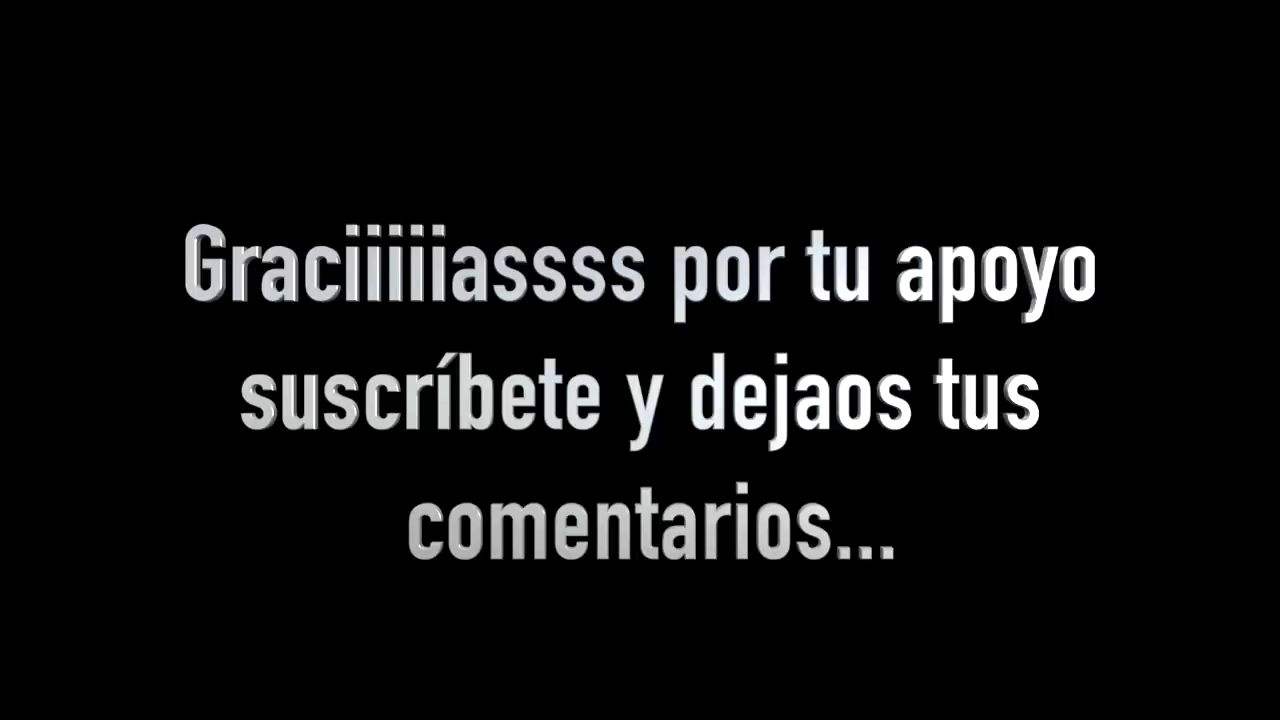 Graciiiiiassss por tu apoyo
suscríbete y dejaos tus
comentarios...